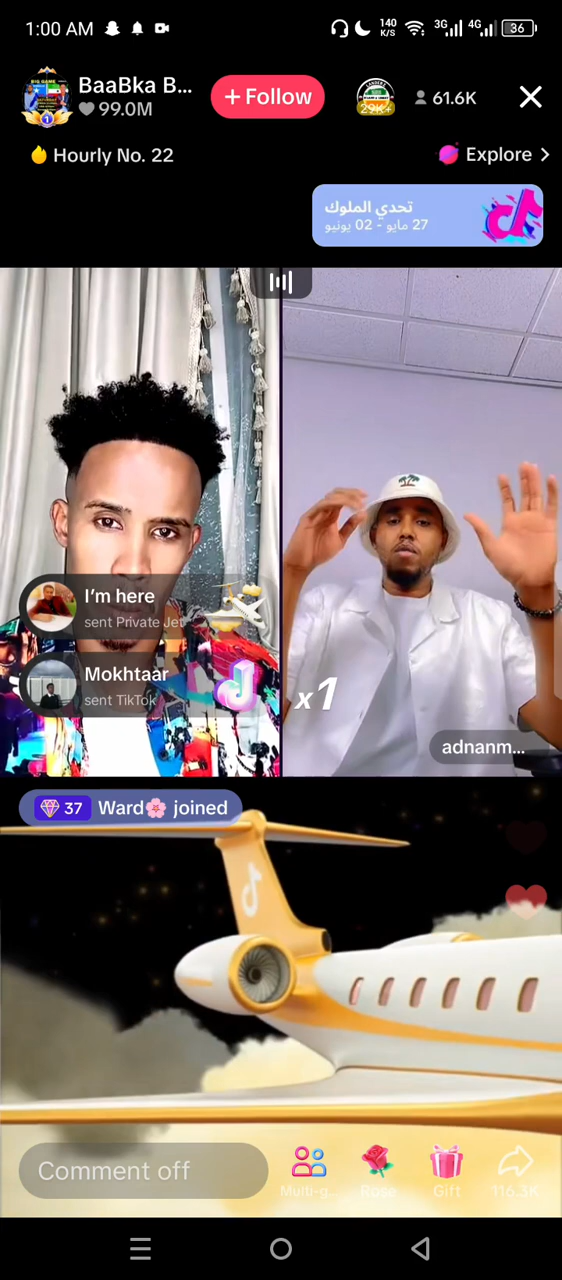 1:00 AM
140
K/S
3G
4G
36
BaaBka B...
99.0M
+ Follow
29K+
61.6K
Hourly No. 22
Explore >
تحدي الملوك
27 مايو - 02 يونيو
I'm here
sent Private Jet
Mokhtaar
sent TikTok
x1
adnanm...
37 Ward🌸 joined
Comment off
Multi-g...
Rose
Gift
116.3K